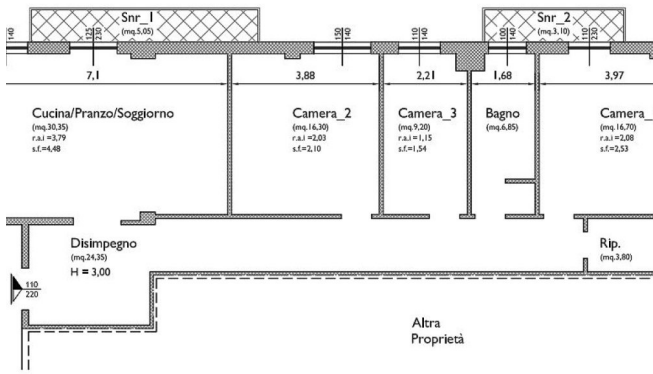 Snr_1
(mq.5,05)
Snr_2
(mq.3,10)
140
125
230
150
140
110
140
100
140
110
230
140
7,1
3,88
2,21
1,68
3,97
Cucina/Pranzo/Soggiorno
(mq.30,35)
r.a.i =3,79
s.f.=4,48
Camera_2
(mq.16,30)
r.a.i =2,03
s.f.=2,10
Camera_3
(mq.9,20)
r.a.i =1,15
s.f.=1,54
Bagno
(mq.6,85)
Camera_
(mq.16,70)
r.a.i =2,08
s.f.=2,53
Disimpegno
(mq.24,35)
H = 3,00
Rip.
(mq.3,80)
110
220
Altra
Proprietà